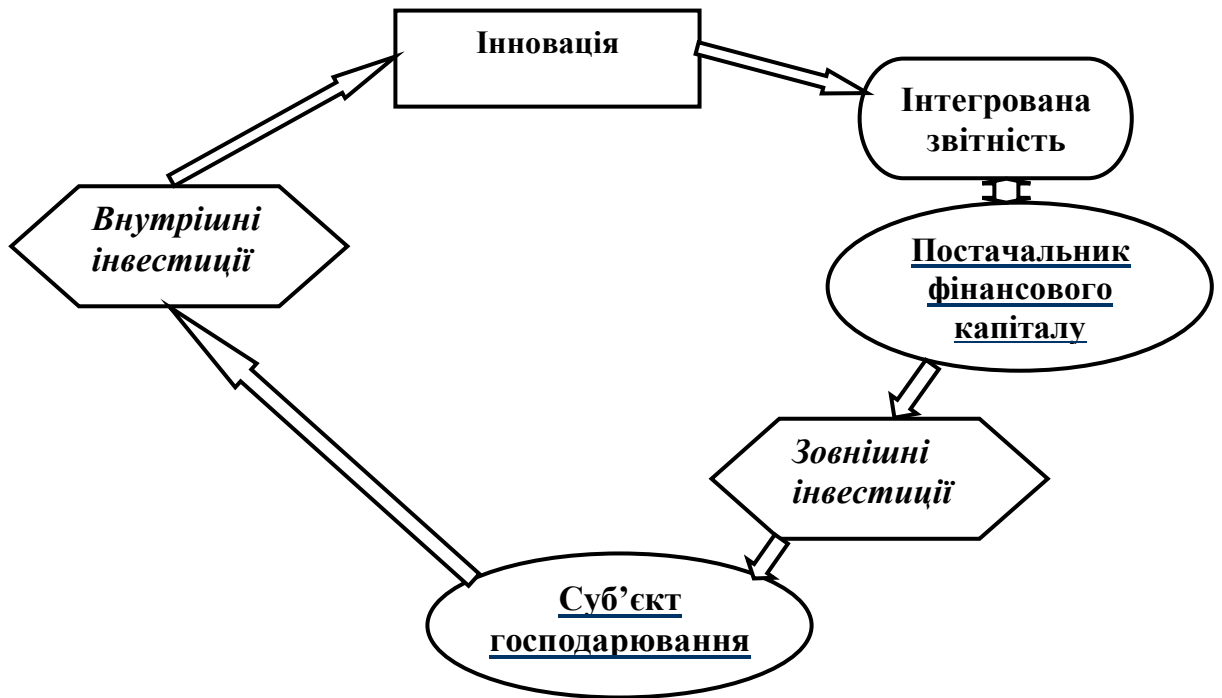 Інновація
Інтегрована
звітність
Внутрішні
інвестиції
Постачальник
фінансового
капіталу
Зовнішні
інвестиції
Суб’єкт
господарювання